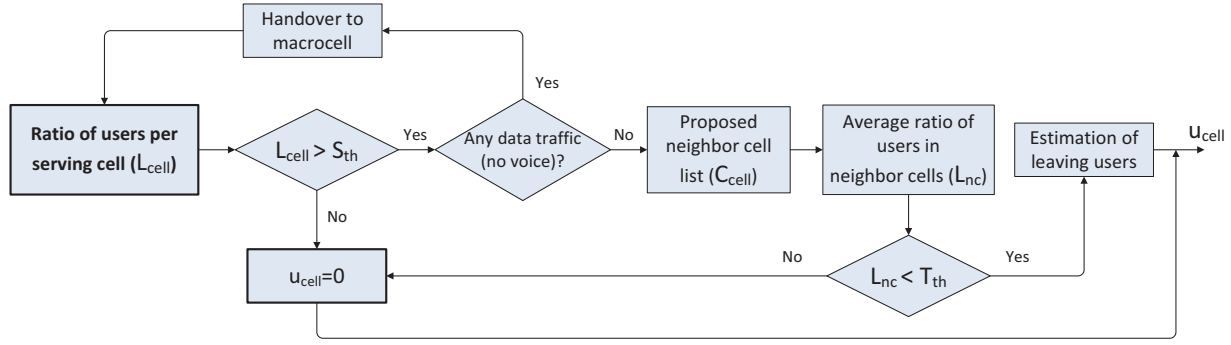 Handover to
macrocell
Yes
Ratio of users per
serving cell (Lcell)
Lcell > Sth
Yes
Any data traffic
(no voice)?
No
Proposed
neighbor cell
list (Ccell)
Average ratio of
users in
neighbor cells (Lnc)
Estimation of
leaving users
ucell
No
ucell=0
No
Lnc < Tth
Yes